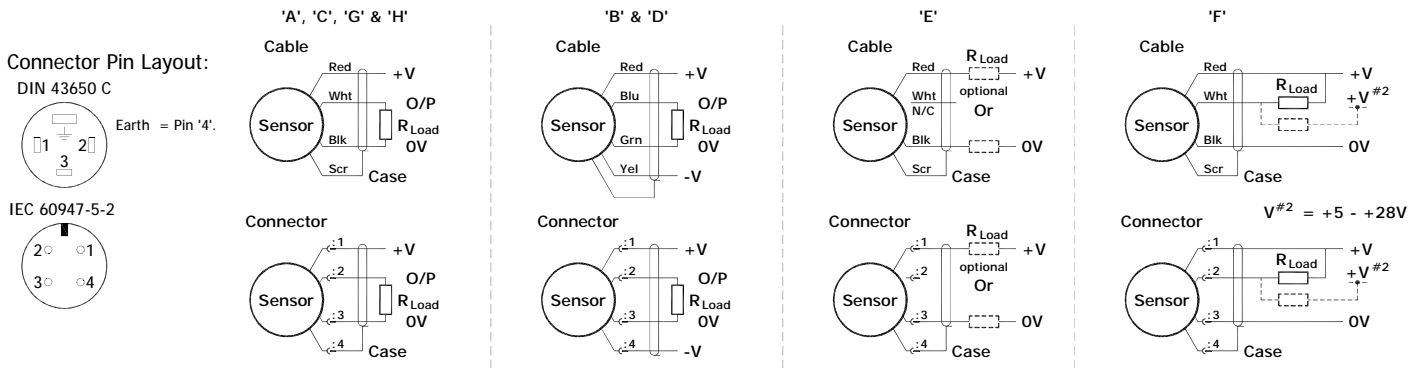 'A', 'C', 'G' & 'H'
'B' & 'D'
'E'
'F'
Connector Pin Layout:
DIN 43650 C
Earth = Pin '4'.
1
2
3
IEC 60947-5-2
2
1
3
4
Cable
Red
+V
Wht
O/P
Sensor
RLoad
Blk
0V
Scr
Case
Connector
:1
+V
:2
O/P
Sensor
RLoad
:3
0V
:4
Case
Cable
Red
+V
Blu
O/P
Sensor
RLoad
Grn
0V
Yel
-V
Connector
:1
+V
:2
O/P
Sensor
RLoad
:3
0V
:4
-V
Cable
RLoad
Red
+V
optional
Wht
N/C
Or
Sensor
Blk
0V
Scr
Case
Connector
RLoad
:1
+V
optional
:2
Or
Sensor
:3
0V
:4
Case
Cable
Red
+V
RLoad
Wht
+V#2
Sensor
Blk
0V
Scr
Case
V#2 = +5 - +28V
Connector
:1
+V
RLoad
:2
+V#2
Sensor
:3
0V
:4
Case